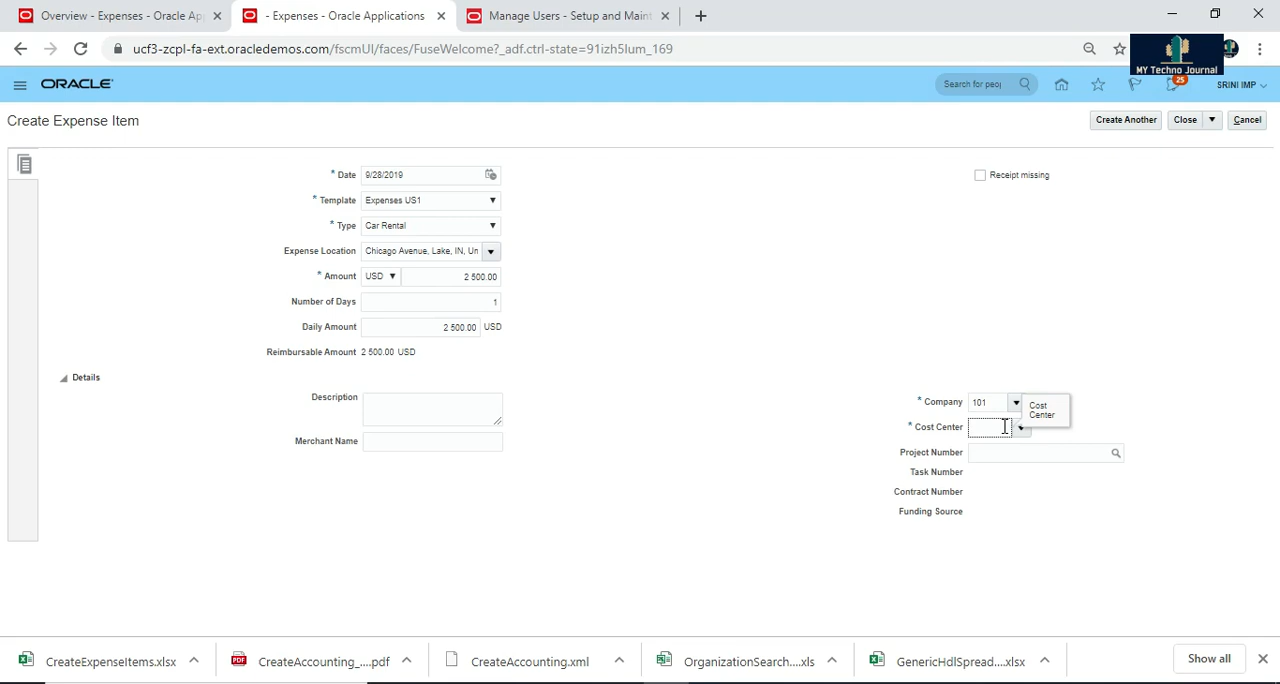 Overview - Expenses - Oracle Ap
- Expenses - Oracle Applications
Manage Users - Setup and Maint
ucf3-zcpl-fa-ext.oracledemos.com/fscmUI/faces/FuseWelcome?_adf.ctrl-state=91izh5lum_169
MY Techno Journal
ORACLE
Search for peop
25
SRINI IMP
Create Expense Item
Create Another
Close
Cancel
* Date 9/28/2019
Receipt missing
* Template Expenses US1
* Type Car Rental
Expense Location Chicago Avenue, Lake, IN, Un
* Amount USD 2 500.00
Number of Days 1
Daily Amount 2 500.00 USD
Reimbursable Amount 2 500.00 USD
Details
Description
Merchant Name
* Company 101
Cost Center
* Cost Center
Project Number
Task Number
Contract Number
Funding Source
CreateExpenseItems.xlsx
CreateAccounting_....pdf
CreateAccounting.xml
OrganizationSearch....xls
GenericHdlSpread....xlsx
Show all